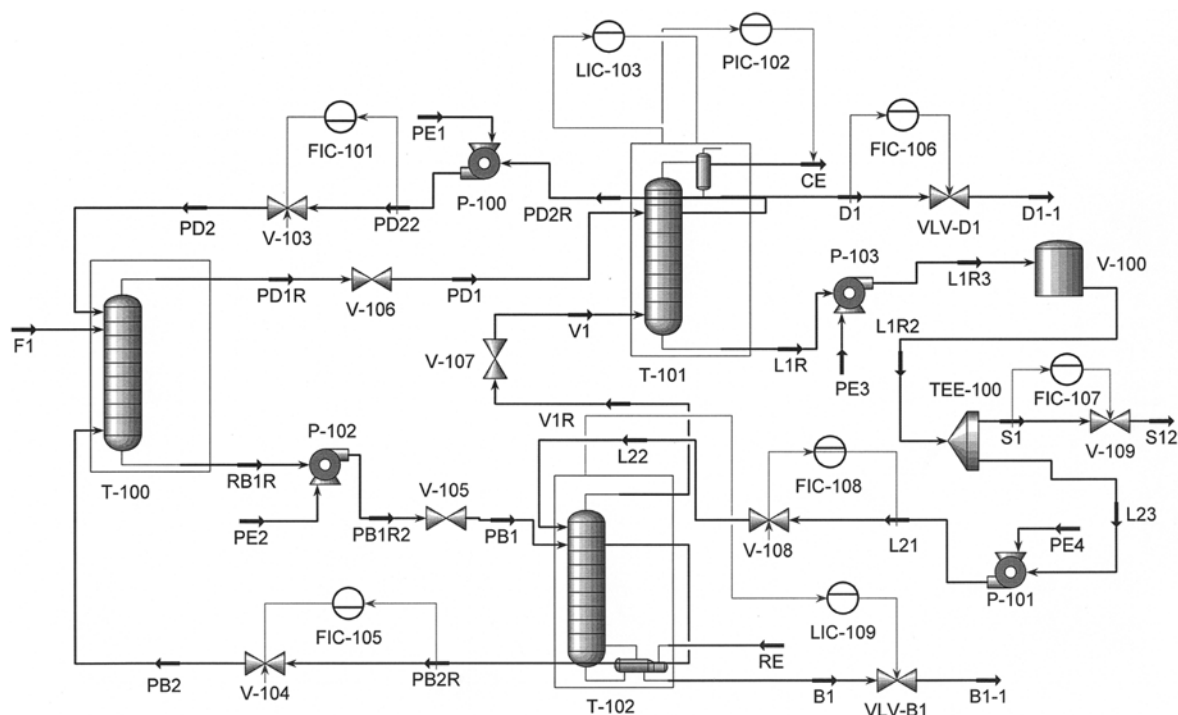 LIC-103
PIC-102
FIC-101
PE1
P-100
FIC-106
CE
PD2
V-103
PD22
PD2R
D1
VLV-D1
D1-1
P-103
L1R3
V-100
PD1R
V-106
PD1
F1
V1
V-107
T-101
L1R
PE3
L1R2
TEE-100
FIC-107
S1
V-109
S12
V1R
P-102
L22
T-100
RB1R
V-105
FIC-108
PE2
PB1R2
PB1
V-108
L21
L23
PE4
P-101
FIC-105
LIC-109
RE
PB2
V-104
PB2R
T-102
B1
VLV-B1
B1-1